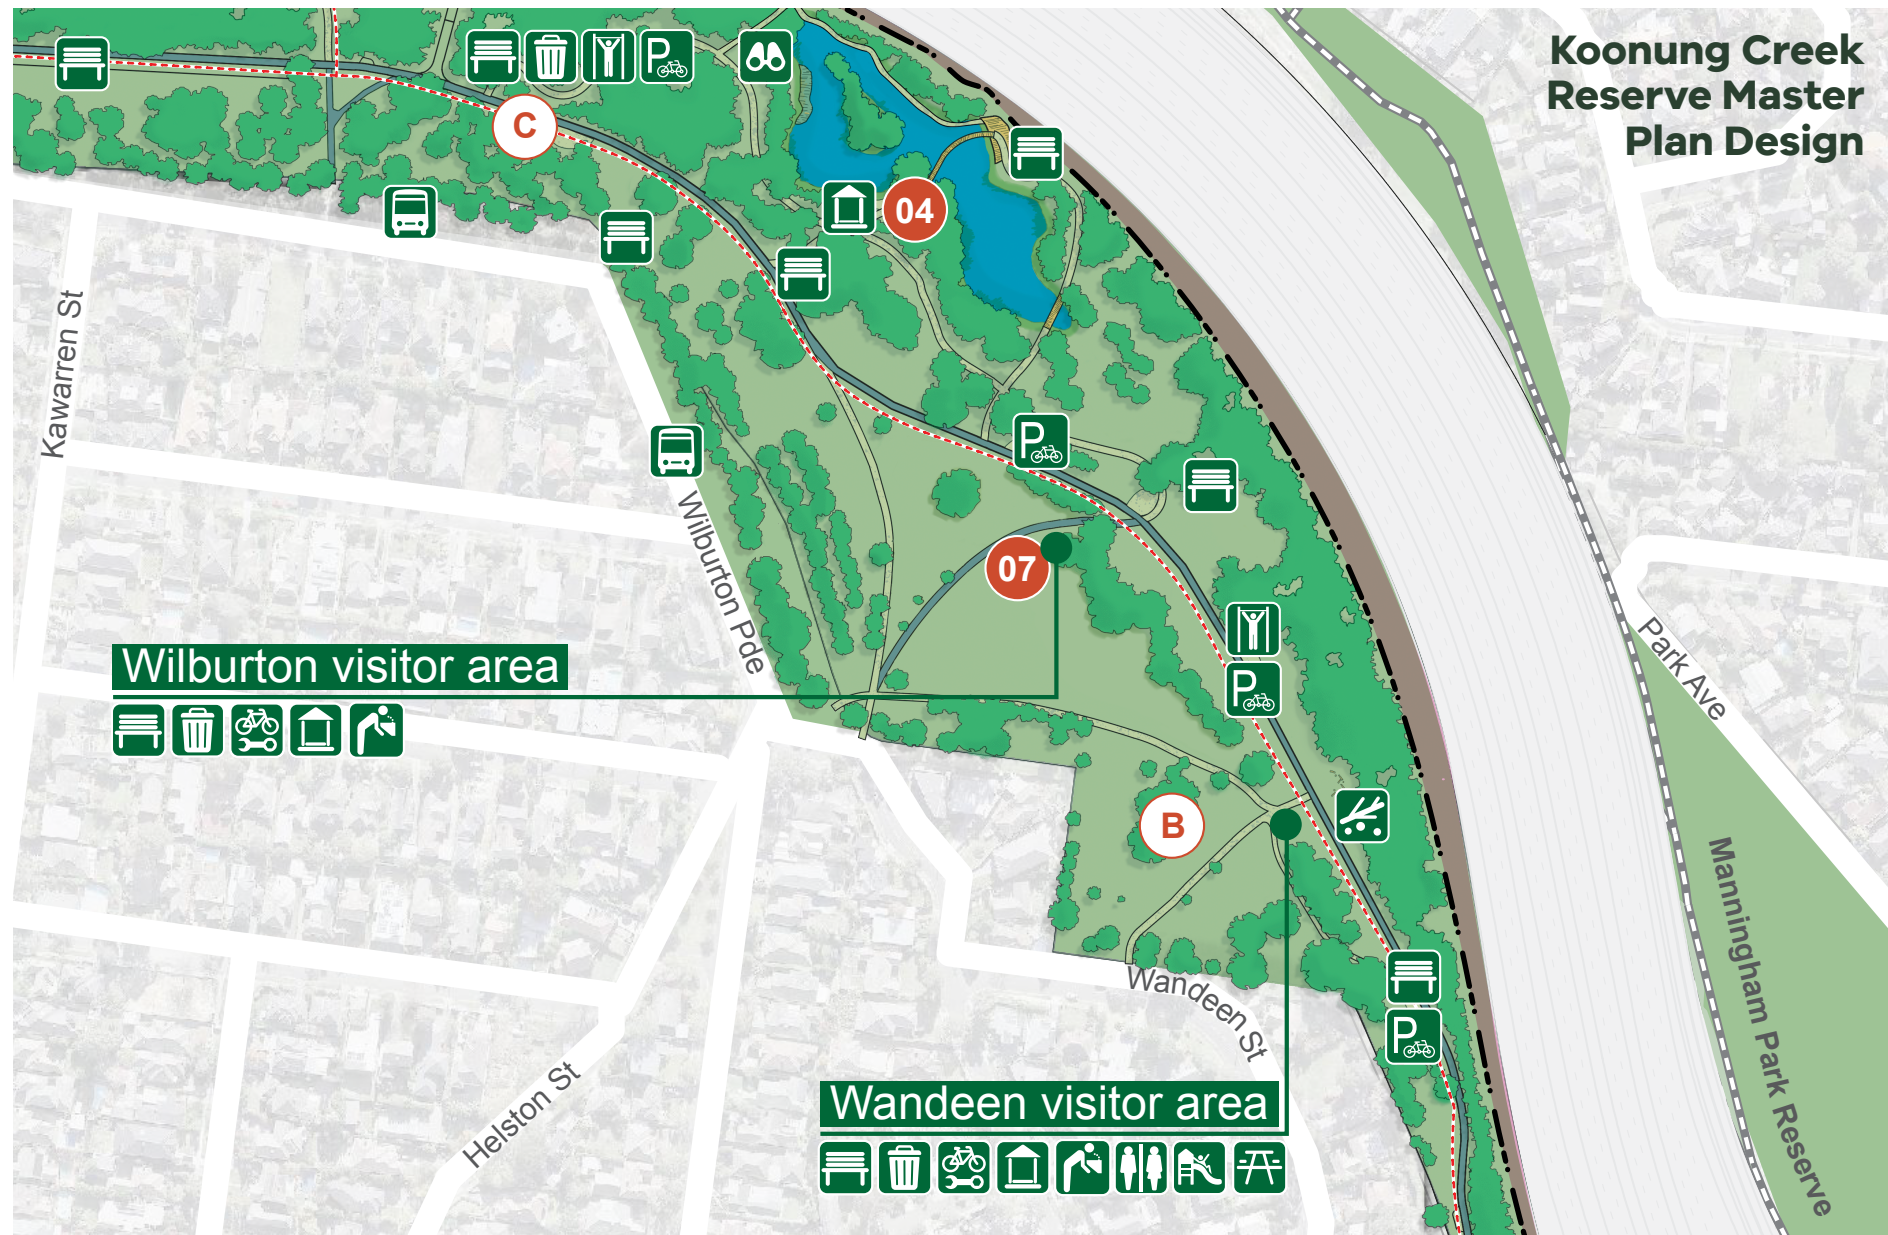 Koonung Creek
Reserve Master
Plan Design
P
C
04
Kawarren St
P
Wilburton Pde
07
Park Ave
Wilburton visitor area
P
B
Manningham Park Reserve
Wandeen St
P
Helston St
Wandeen visitor area